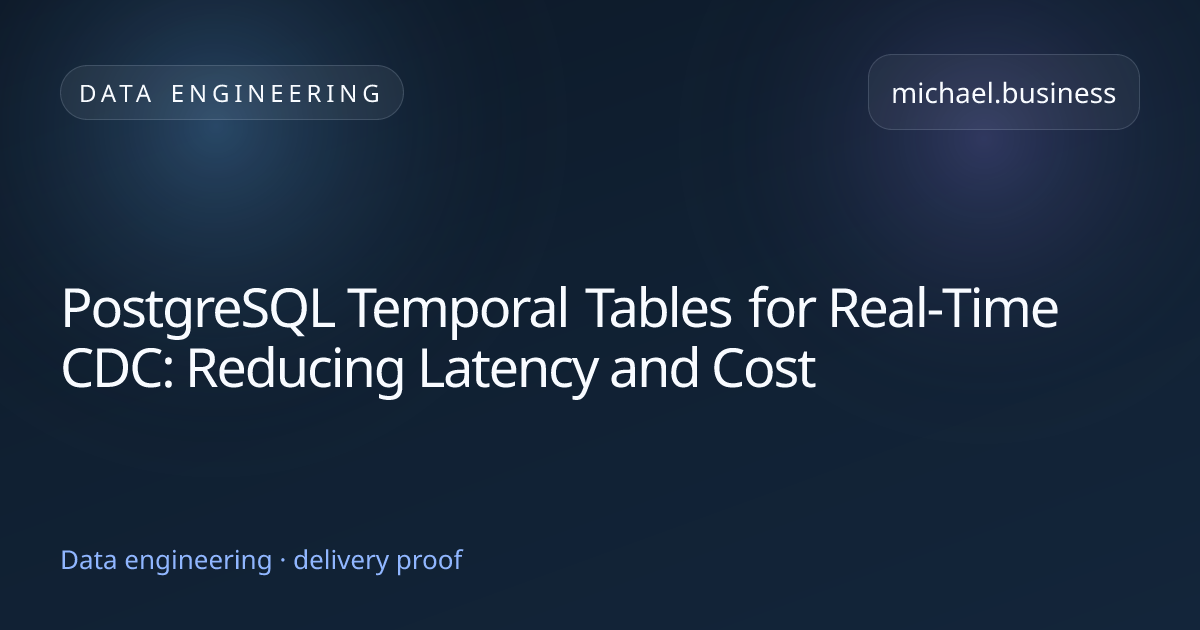 DATA ENGINEERING
michael.business
PostgreSQL Temporal Tables for Real-Time
CDC: Reducing Latency and Cost
Data engineering · delivery proof